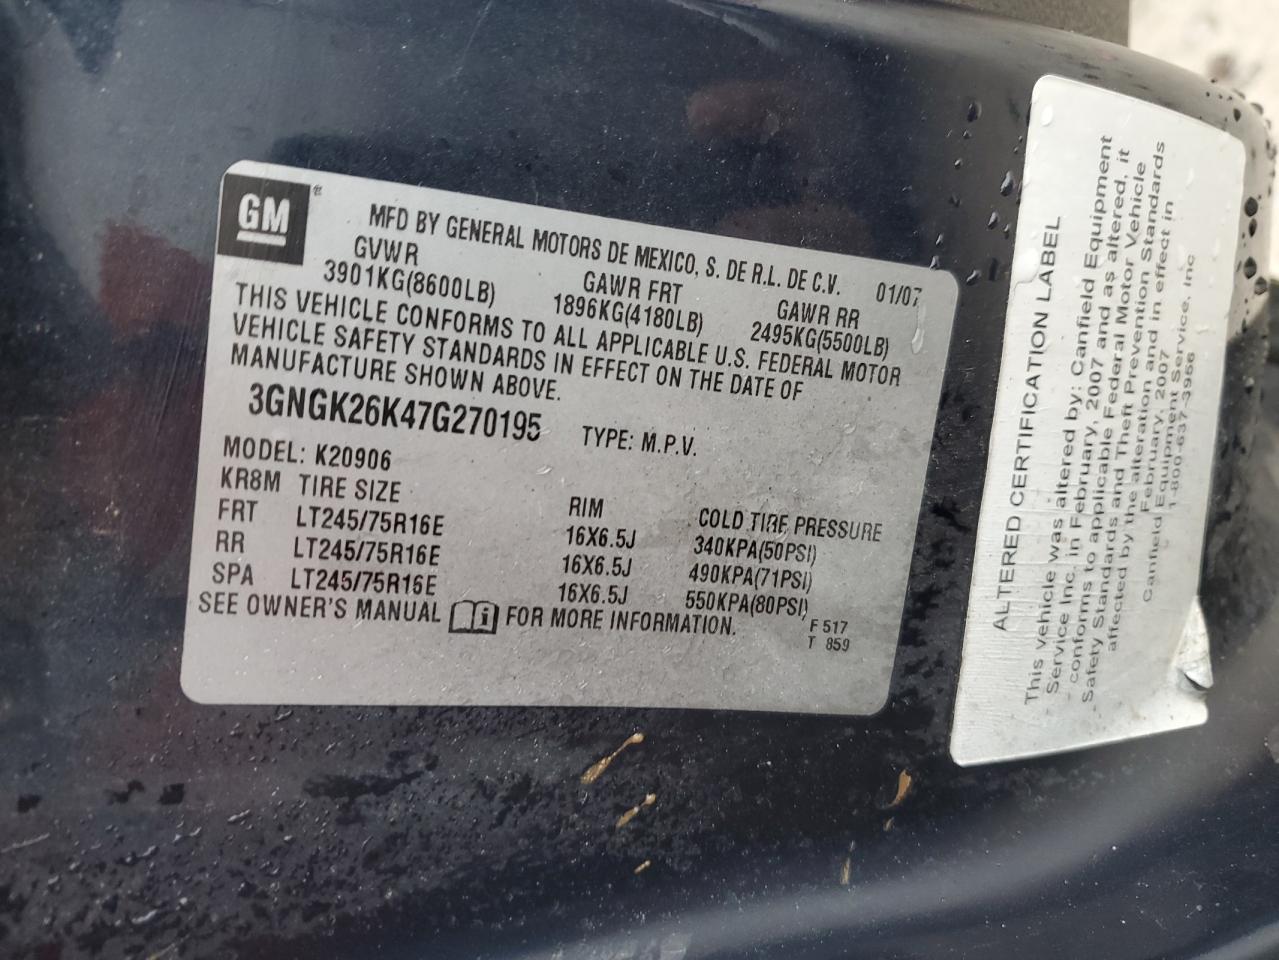 GM ®
MFD BY GENERAL MOTORS DE MEXICO, S. DE R.L. DE C.V. 01/07
GVWR GAWR FRT GAWR RR
3901KG(8600LB) 1896KG(4180LB) 2495KG(5500LB)
THIS VEHICLE CONFORMS TO ALL APPLICABLE U.S. FEDERAL MOTOR
VEHICLE SAFETY STANDARDS IN EFFECT ON THE DATE OF
MANUFACTURE SHOWN ABOVE.
3GNGK26K47G270195 TYPE: M.P.V.
MODEL: K20906
KR8M TIRE SIZE RIM COLD TIRE PRESSURE
FRT LT245/75R16E 16X6.5J 340KPA(50PSI)
RR LT245/75R16E 16X6.5J 490KPA(71PSI)
SPA LT245/75R16E 16X6.5J 550KPA(80PSI)
SEE OWNER'S MANUAL FOR MORE INFORMATION.
F 517
T 859
ALTERED CERTIFICATION LABEL
This vehicle was altered by: Canfield Equipment
Service Inc. in February, 2007 and as altered, it
conforms to applicable Federal Motor Vehicle
Safety Standards and Theft Prevention Standards
affected by the alteration and in effect in
February, 2007
Canfield Equipment Service, Inc
1-800-637-3956